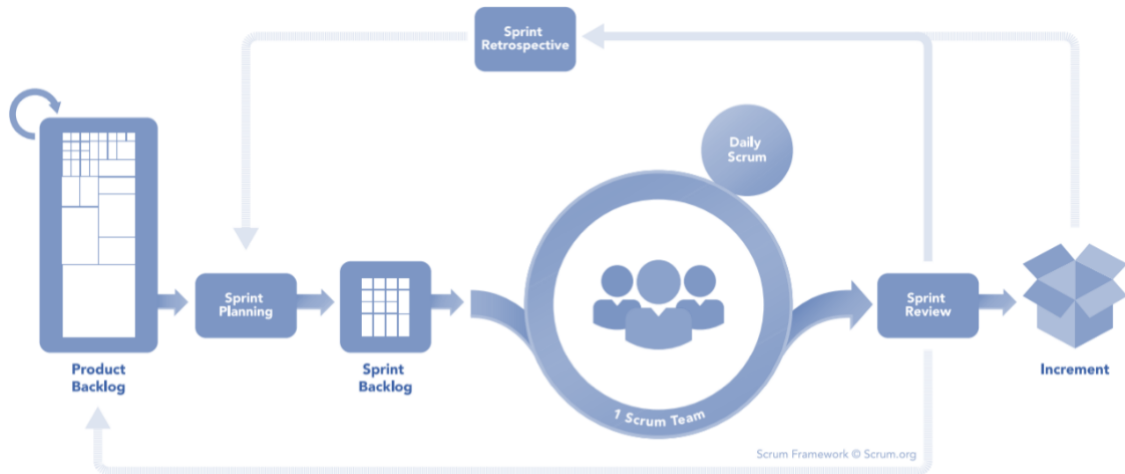 Sprint
Retrospective
Daily
Scrum
Sprint
Planning
Sprint
Review
Product
Backlog
Sprint
Backlog
1 Scrum Team
Increment
Scrum Framework © Scrum.org